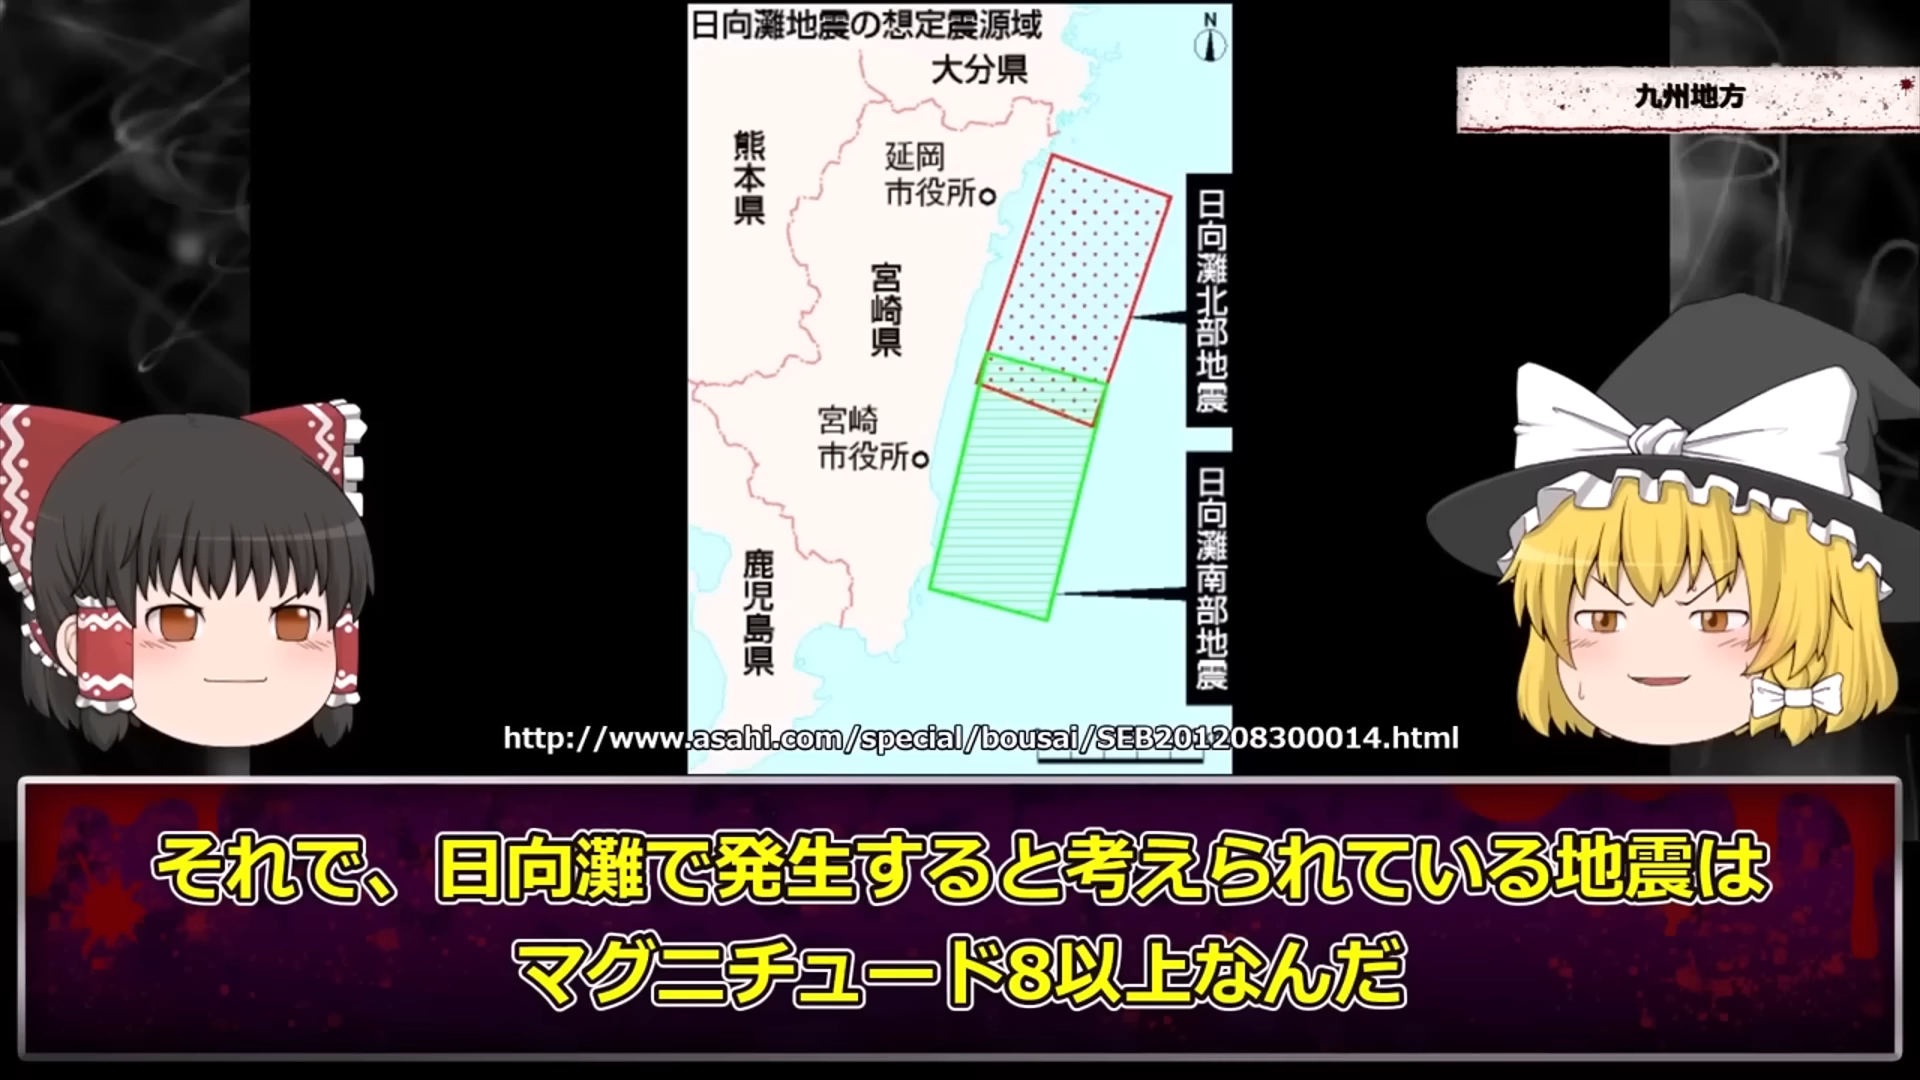 日向灘地震の想定震源域
N
大分県
九州地方
熊本県
延岡
市役所
日向灘北部地震
宮崎県
宮崎
市役所
日向灘南部地震
鹿児島県
http://www.asahi.com/special/bousai/SEB201208300014.html
それで、日向灘で発生すると考えられている地震は
マグニチュード8以上なんだ